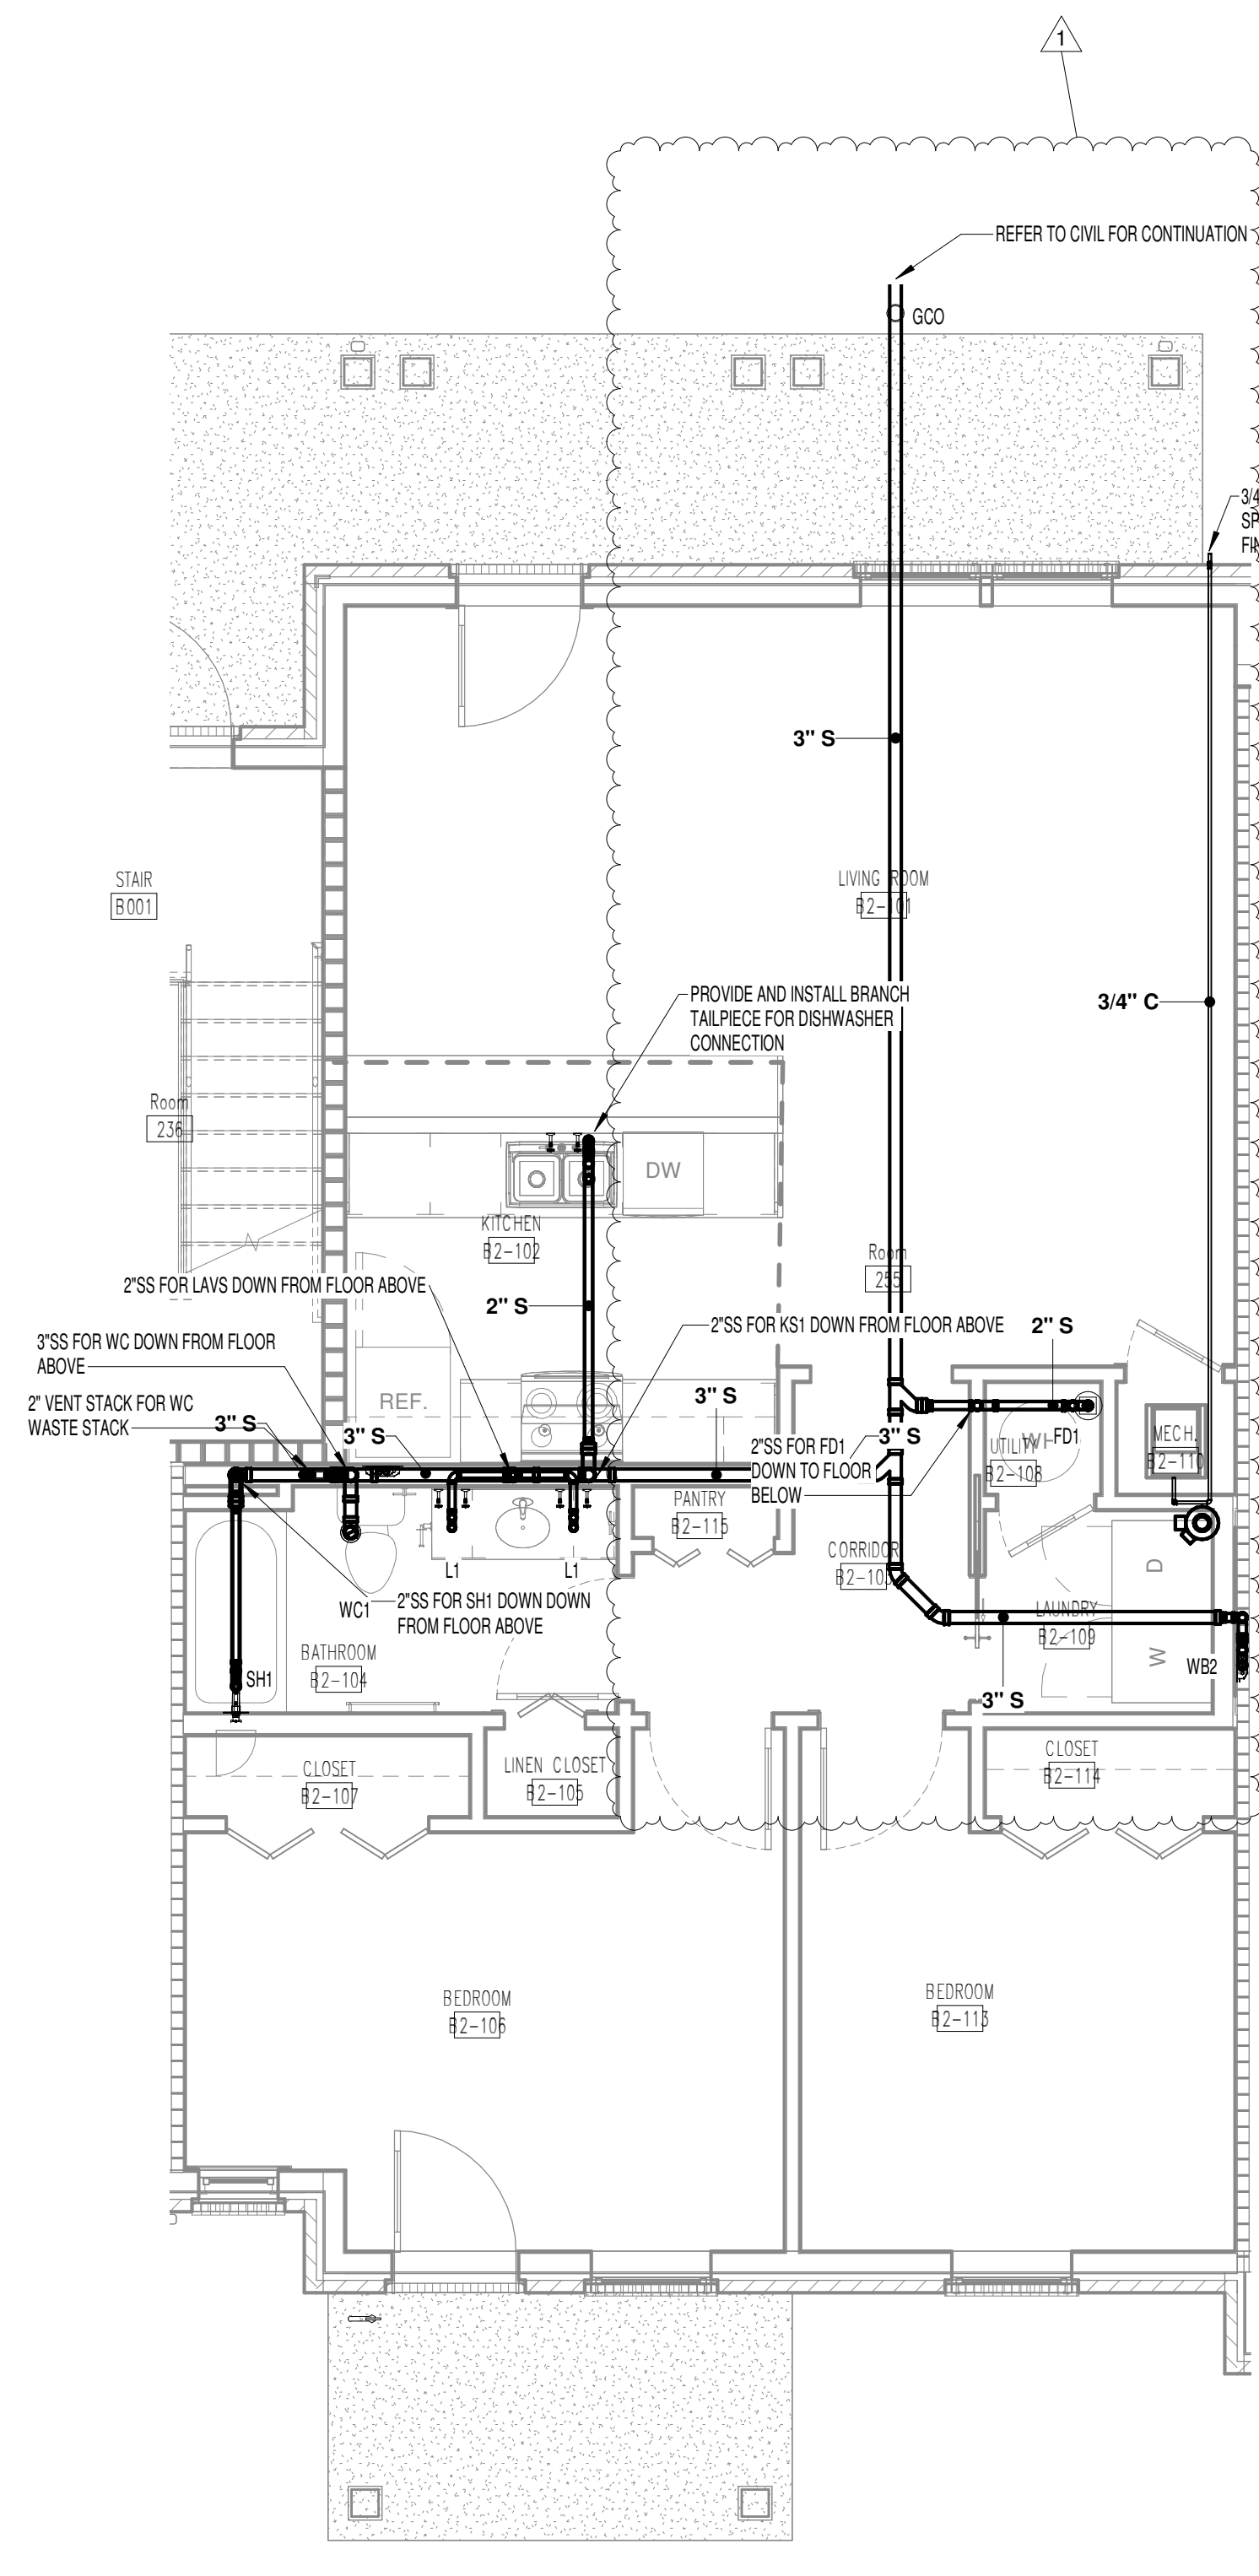 1
REFER TO CIVIL FOR CONTINUATION
GCO
3/4
SP
3" S
STAIR
B001
LIVING ROOM
B2-101
PROVIDE AND INSTALL BRANCH
TAILPIECE FOR DISHWASHER
CONNECTION
3/4" C
Room
236
DW
KITCHEN
B2-102
Room
255
2"SS FOR LAVS DOWN FROM FLOOR ABOVE
2" S
2"SS FOR KS1 DOWN FROM FLOOR ABOVE
2" S
3"SS FOR WC DOWN FROM FLOOR
ABOVE
2" VENT STACK FOR WC
WASTE STACK
REF.
3" S
3" S
3" S
3" S
2"SS FOR FD1
DOWN TO FLOOR
BELOW
FD1
UTILITY
B2-108
MECH.
B2-110
PANTRY
B2-115
CORRIDOR
L1
L1
D
WC1
2"SS FOR SH1 DOWN DOWN
FROM FLOOR ABOVE
LAUNDRY
B2-109
W
WB2
BATHROOM
B2-104
SH1
3" S
CLOSET
B2-107
LINEN CLOSET
B2-105
CLOSET
B2-114
BEDROOM
B2-106
BEDROOM
B2-113